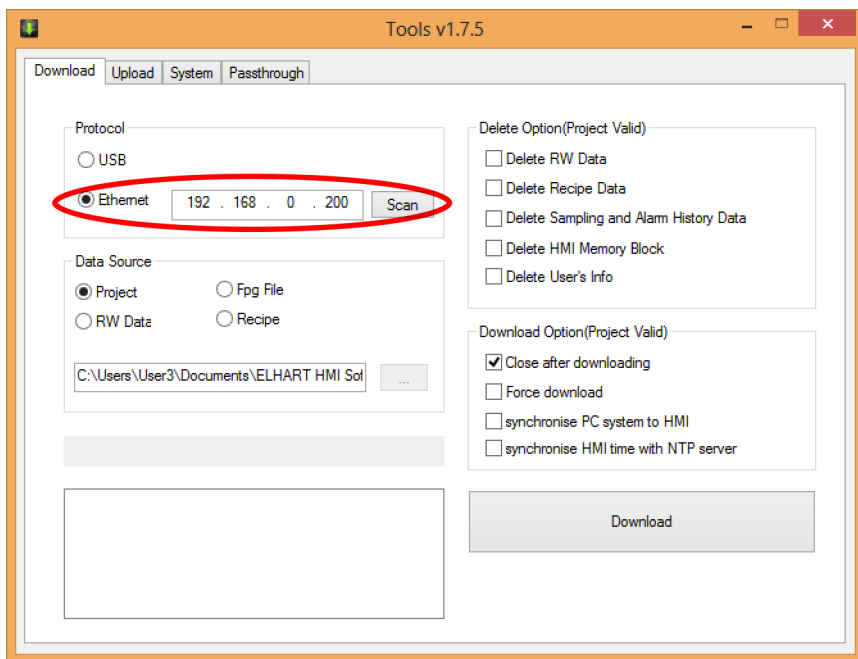 Tools v1.7.5
Download Upload System Passthrough
Protocol
USB
Ethernet 192 . 168 . 0 . 200 Scan
Data Source
Project Fpg File
RW Data Recipe
C:\Users\User3\Documents\ELHART HMI Sof ...
Delete Option(Project Valid)
Delete RW Data
Delete Recipe Data
Delete Sampling and Alarm History Data
Delete HMI Memory Block
Delete User's Info
Download Option(Project Valid)
Close after downloading
Force download
synchronise PC system to HMI
synchronise HMI time with NTP server
Download